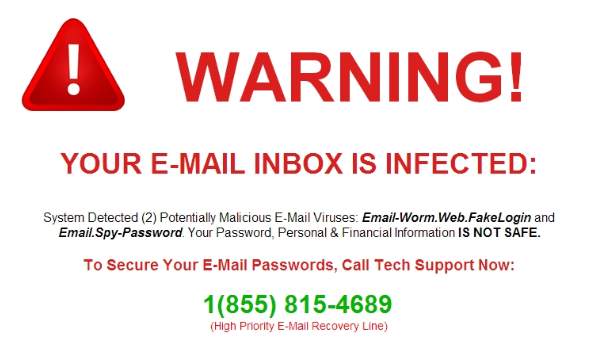 !
WARNING!
YOUR E-MAIL INBOX IS INFECTED:
System Detected (2) Potentially Malicious E-Mail Viruses: Email-Worm.Web.FakeLogin and
Email.Spy-Password. Your Password, Personal & Financial Information IS NOT SAFE.
To Secure Your E-Mail Passwords, Call Tech Support Now:
1(855) 815-4689
(High Priority E-Mail Recovery Line)